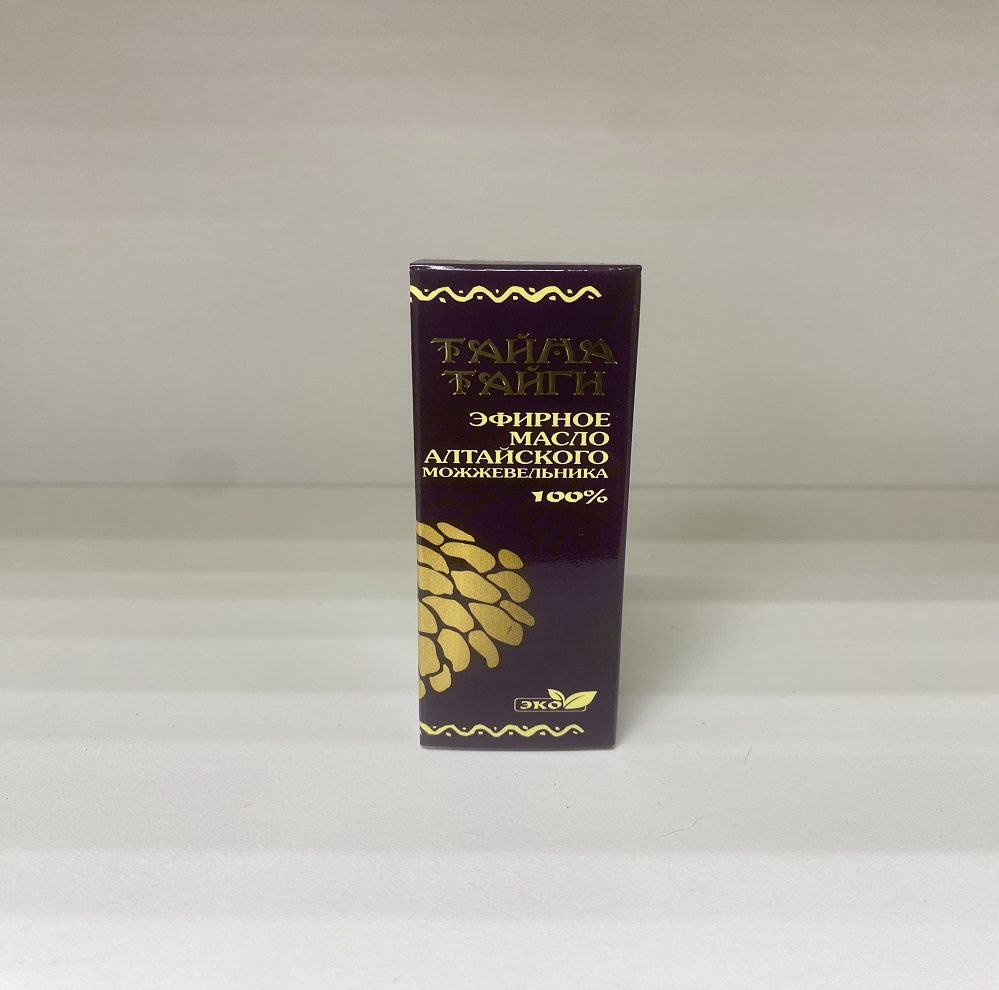 ТАЙНА
ТАЙГИ
ЭФИРНОЕ
МАСЛО
АЛТАЙСКОГО
МОЖЖЕВЕЛЬНИКА
100%
ЭКО